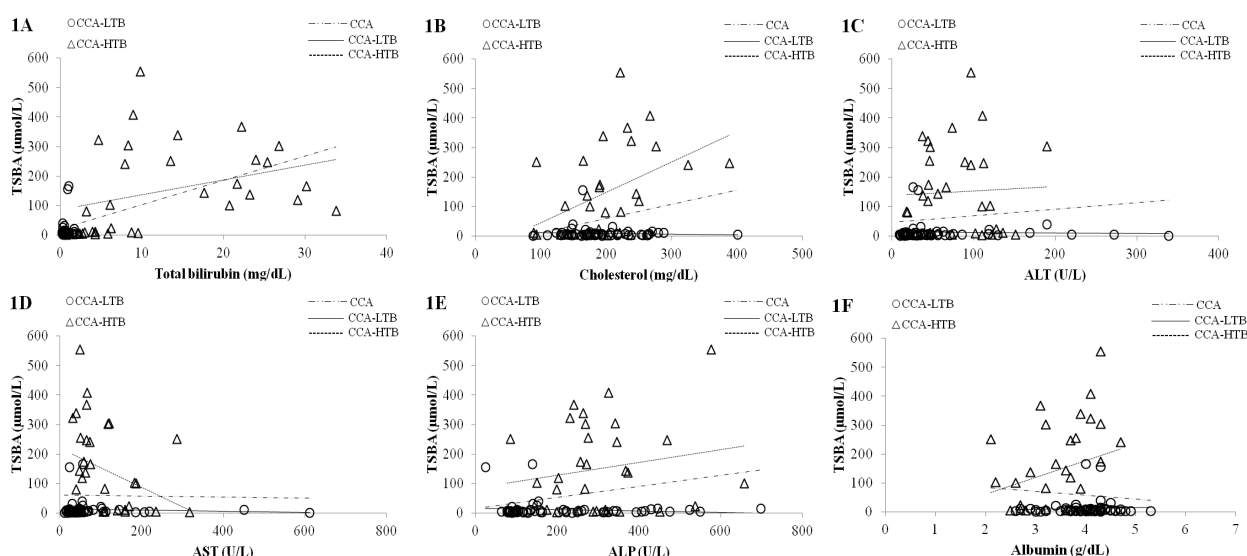 1A
○CCA-LTB
△CCA-HTB
CCA
CCA-LTB
CCA-HTB
TSBA (μmol/L)
600
500
400
300
200
100
0
0 10 20 30 40
Total bilirubin (mg/dL)
1B
○CCA-LTB
△CCA-HTB
CCA
CCA-LTB
CCA-HTB
TSBA (μmol/L)
600
500
400
300
200
100
0
0 100 200 300 400 500
Cholesterol (mg/dL)
1C
○CCA-LTB
△CCA-HTB
CCA
CCA-LTB
CCA-HTB
TSBA (μmol/L)
600
500
400
300
200
100
0
0 100 200 300 400
ALT (U/L)
1D
○CCA-LTB
△CCA-HTB
CCA
CCA-LTB
CCA-HTB
TSBA (μmol/L)
600
500
400
300
200
100
0
0 200 400 600 800
AST (U/L)
1E
○CCA-LTB
△CCA-HTB
CCA
CCA-LTB
CCA-HTB
TSBA (μmol/L)
600
500
400
300
200
100
0
0 200 400 600 800
ALP (U/L)
1F
○CCA-LTB
△CCA-HTB
CCA
CCA-LTB
CCA-HTB
TSBA (μmol/L)
600
500
400
300
200
100
0
0 1 2 3 4 5 6 7
Albumin (g/dL)